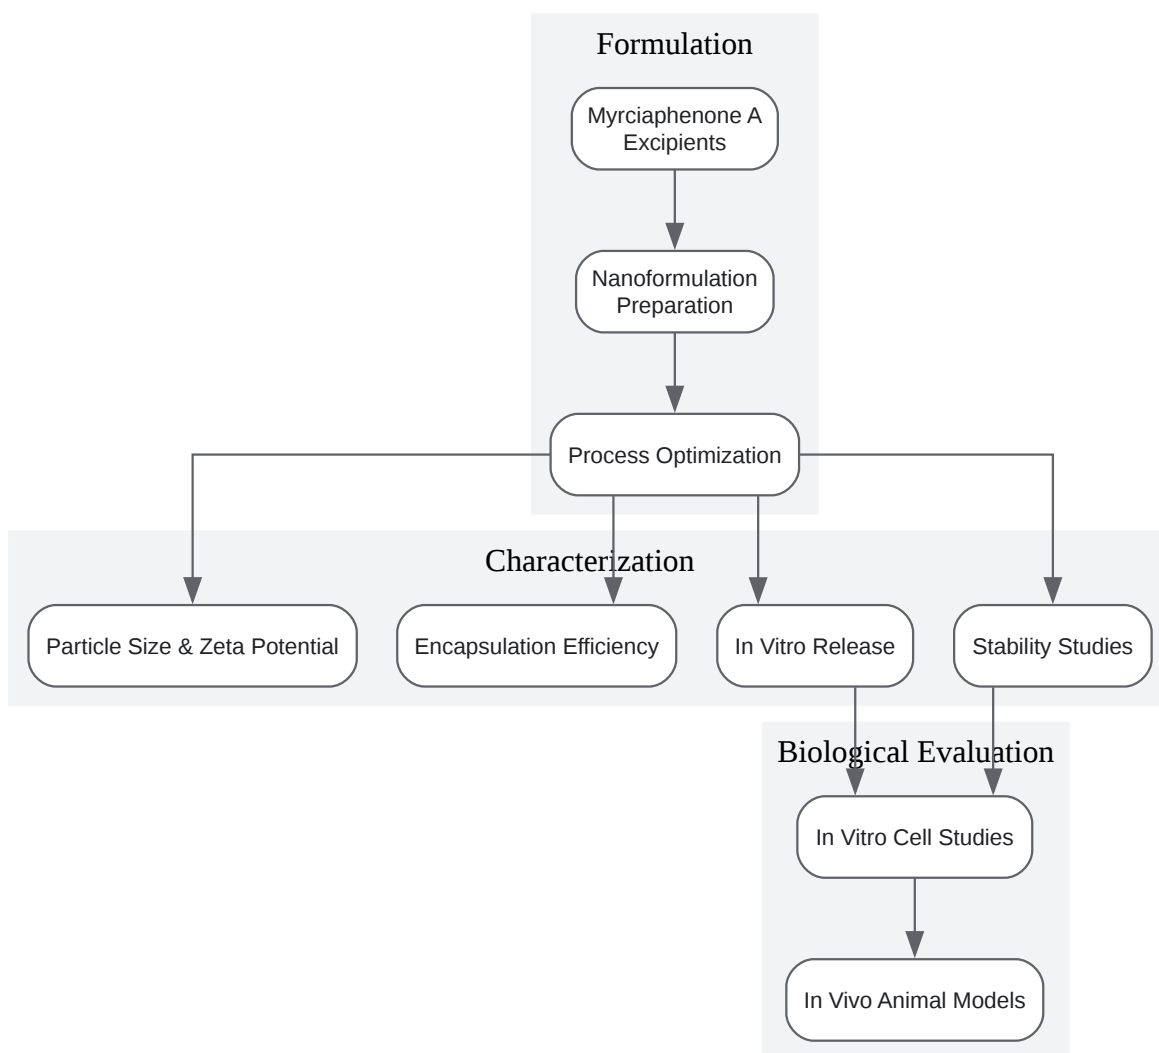 Formulation
Myrciaphenone A
Excipients
Nanoformulation
Preparation
Process Optimization
Characterization
Particle Size & Zeta Potential
Encapsulation Efficiency
In Vitro Release
Stability Studies
Biological Evaluation
In Vitro Cell Studies
In Vivo Animal Models